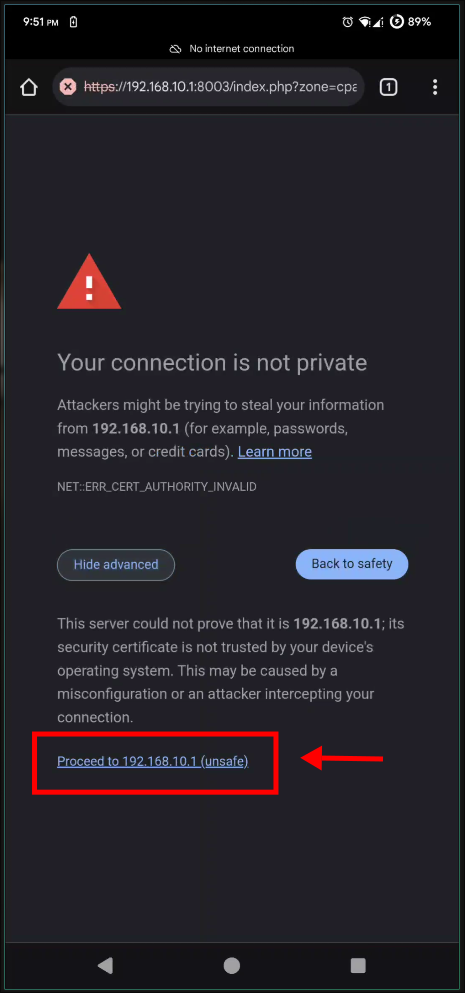 9:51 PM 89%
No internet connection
https://192.168.10.1:8003/index.php?zone=cpa 1
Your connection is not private
Attackers might be trying to steal your information
from 192.168.10.1 (for example, passwords,
messages, or credit cards). Learn more
NET::ERR_CERT_AUTHORITY_INVALID
Hide advanced Back to safety
This server could not prove that it is 192.168.10.1; its
security certificate is not trusted by your device's
operating system. This may be caused by a
misconfiguration or an attacker intercepting your
connection.
Proceed to 192.168.10.1 (unsafe)